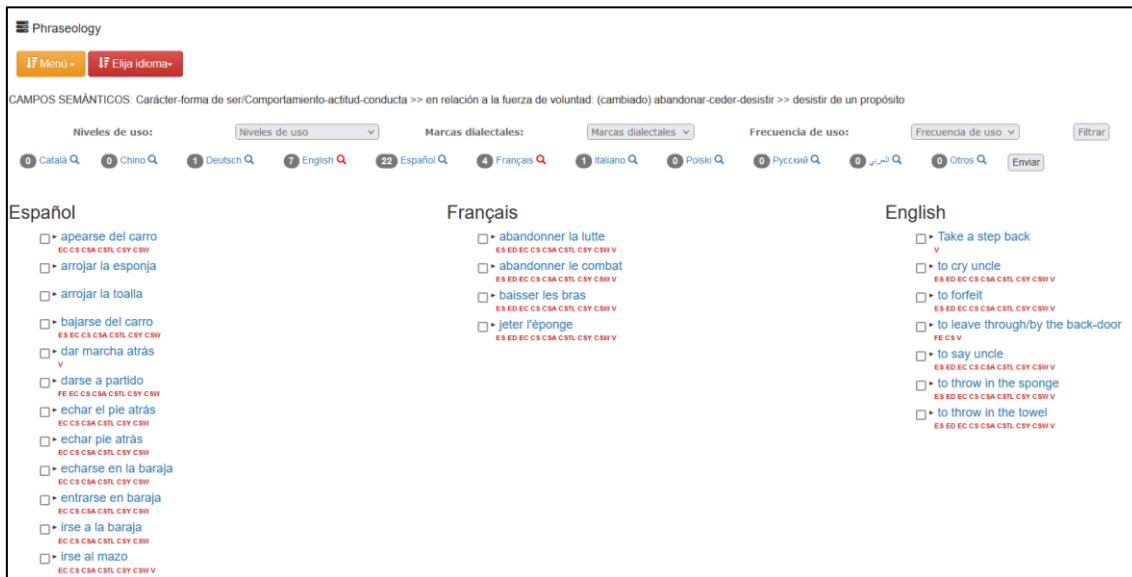 Phraseology
Menú
Elija idioma
CAMPOS SEMÁNTICOS: Carácter-forma de ser/Comportamiento-actitud-conducta >> en relación a la fuerza de voluntad: (cambiado) abandonar-ceder-desistir >> desistir de un propósito
Niveles de uso: Niveles de uso Marcas dialectales: Marcas dialectales Frecuencia de uso: Frecuencia de uso Filtrar
0 Català 0 Chino 1 Deutsch 7 English 22 Español 4 Français 1 Italiano 0 Polski 0 Русский 0 العربي 0 Otros Enviar
Español
apearse del carro
EC CS CSA CSTL CSY CSW
arrojar la esponja
arrojar la toalla
bajarse del carro
ES EC CS CSA CSTL CSY CSW
dar marcha atrás
V
darse a partido
FE EC CS CSA CSTL CSY CSW
echar el pie atrás
EC CS CSA CSTL CSY CSW
echar pie atrás
EC CS CSA CSTL CSY CSW
echarse en la baraja
EC CS CSA CSTL CSY CSW
entrarse en baraja
EC CS CSA CSTL CSY CSW
irse a la baraja
EC CS CSA CSTL CSY CSW
irse al mazo
EC CS CSA CSTL CSY CSW V
Français
abandonner la lutte
ES ED EC CS CSA CSTL CSY CSW V
abandonner le combat
ES ED EC CS CSA CSTL CSY CSW V
baisser les bras
ES ED EC CS CSA CSTL CSY CSW V
jeter l'éponge
ES ED EC CS CSA CSTL CSY CSW V
English
Take a step back
V
to cry uncle
ES ED EC CS CSA CSTL CSY CSW V
to forfeit
ES ED EC CS CSA CSTL CSY CSW V
to leave through/by the back-door
FE CS V
to say uncle
ES ED EC CS CSA CSTL CSY CSW V
to throw in the sponge
ES ED EC CS CSA CSTL CSY CSW V
to throw in the towel
ES ED EC CS CSA CSTL CSY CSW V